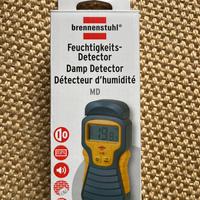 brennenstuhl®
Feuchtigkeits-
Detector
Damp Detector
Détecteur d'humidité
MD